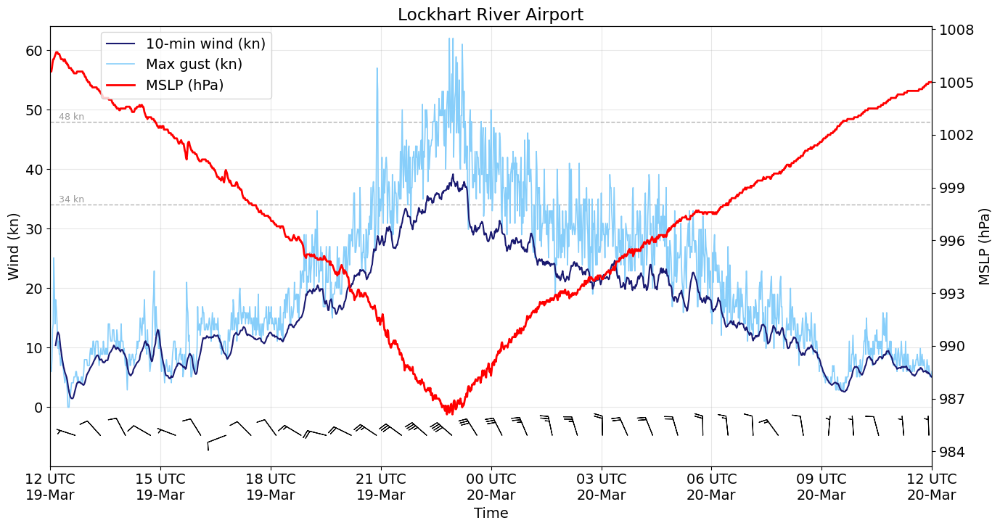 Lockhart River Airport
10-min wind (kn)
Max gust (kn)
MSLP (hPa)
48 kn
34 kn
60
50
40
30
20
10
0
Wind (kn)
1008
1005
1002
999
996
993
990
987
984
MSLP (hPa)
12 UTC 15 UTC 18 UTC 21 UTC 00 UTC 03 UTC 06 UTC 09 UTC 12 UTC
19-Mar 19-Mar 19-Mar 19-Mar 20-Mar 20-Mar 20-Mar 20-Mar 20-Mar
Time